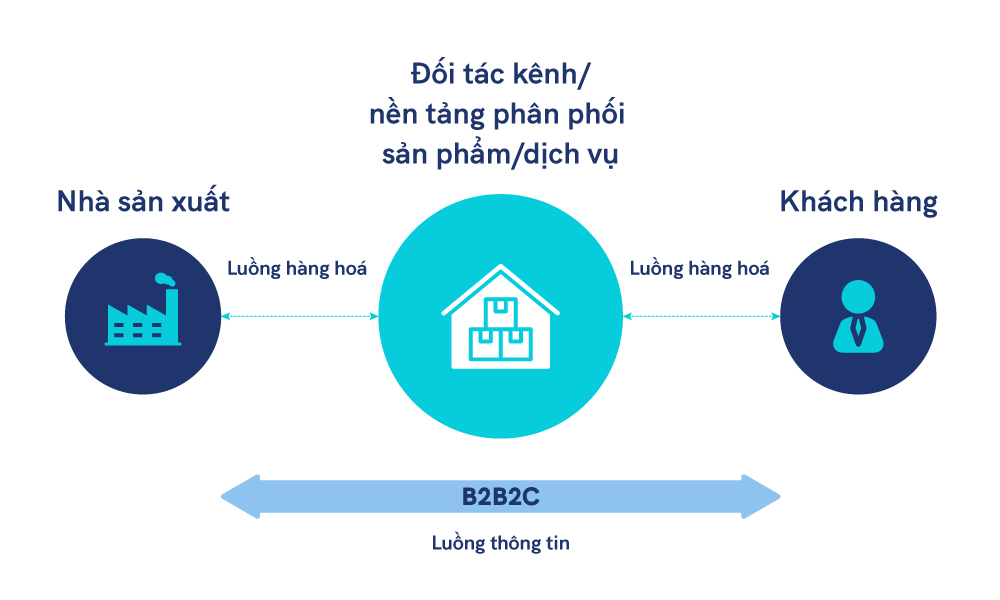 Đối tác kênh/
nền tảng phân phối
sản phẩm/dịch vụ
Nhà sản xuất
Khách hàng
Luồng hàng hoá
Luồng hàng hoá
B2B2C
Luồng thông tin